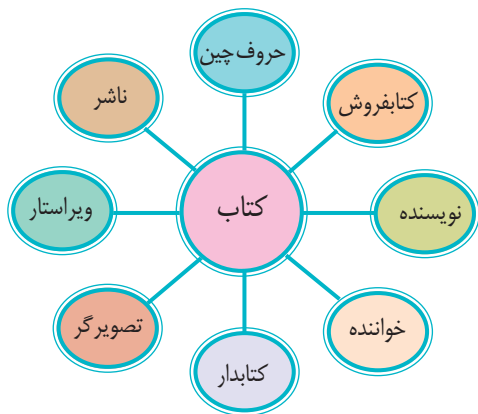 حروف‌چین
کتابفروش
ناشر
نویسنده
کتاب
ویراستار
خواننده
تصویرگر
کتابدار